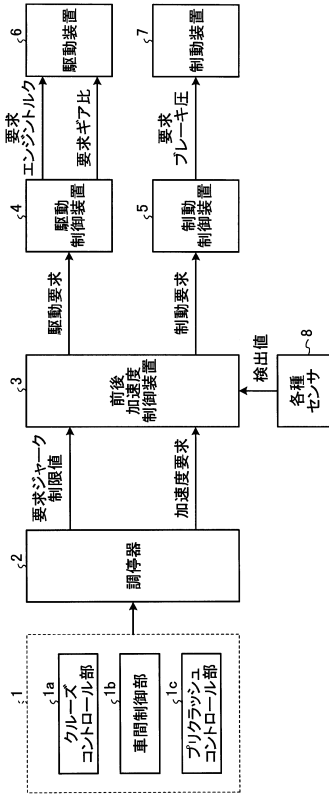 1
1a
クルーズ
コントロール部
1b
車間制御部
1c
プリクラッシュ
コントロール部
2
調停器
要求ジャーク
制限値
加速度要求
3
前後
加速度
制御装置
検出値
各種
センサ
8
駆動要求
制動要求
4
駆動
制御装置
5
制動
制御装置
要求
エンジントルク
要求ギア比
要求
ブレーキ圧
6
駆動装置
7
制動装置